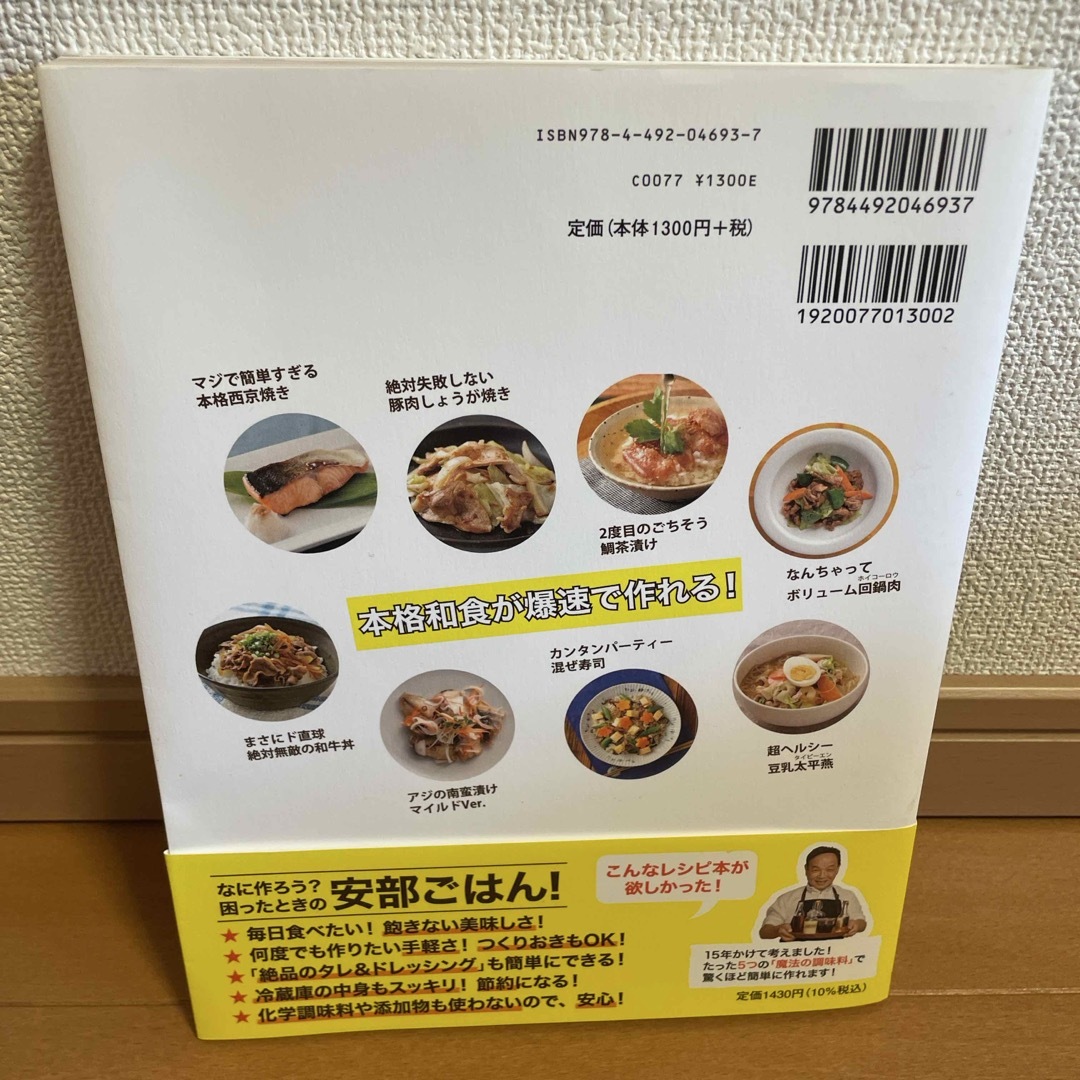 ISBN978-4-492-04693-7
C0077 ¥1300E
定価(本体1300円+税)
9784492046937
1920077013002
マジで簡単すぎる
本格西京焼き
絶対失敗しない
豚肉しょうが焼き
2度目のごちそう
鯛茶漬け
なんちゃって
ホイコーロウ
ボリューム回鍋肉
本格和食が爆速で作れる!
まさにド直球
絶対無敵の和牛丼
アジの南蛮漬け
マイルドVer.
カンタンパーティー
混ぜ寿司
超ヘルシー
タイピーエン
豆乳太平燕
なに作ろう?
困ったときの 安部ごはん!
★ 毎日食べたい! 飽きない美味しさ!
★ 何度でも作りたい手軽さ! つくりおきもOK!
★「絶品のタレ&ドレッシング」も簡単にできる!
★ 冷蔵庫の中身もスッキリ! 節約になる!
★ 化学調味料や添加物も使わないので、安心!
こんなレシピ本が
欲しかった!
15年かけて考えました!
たった5つの「魔法の調味料」で
驚くほど簡単に作れます!
定価1430円(10%税込)